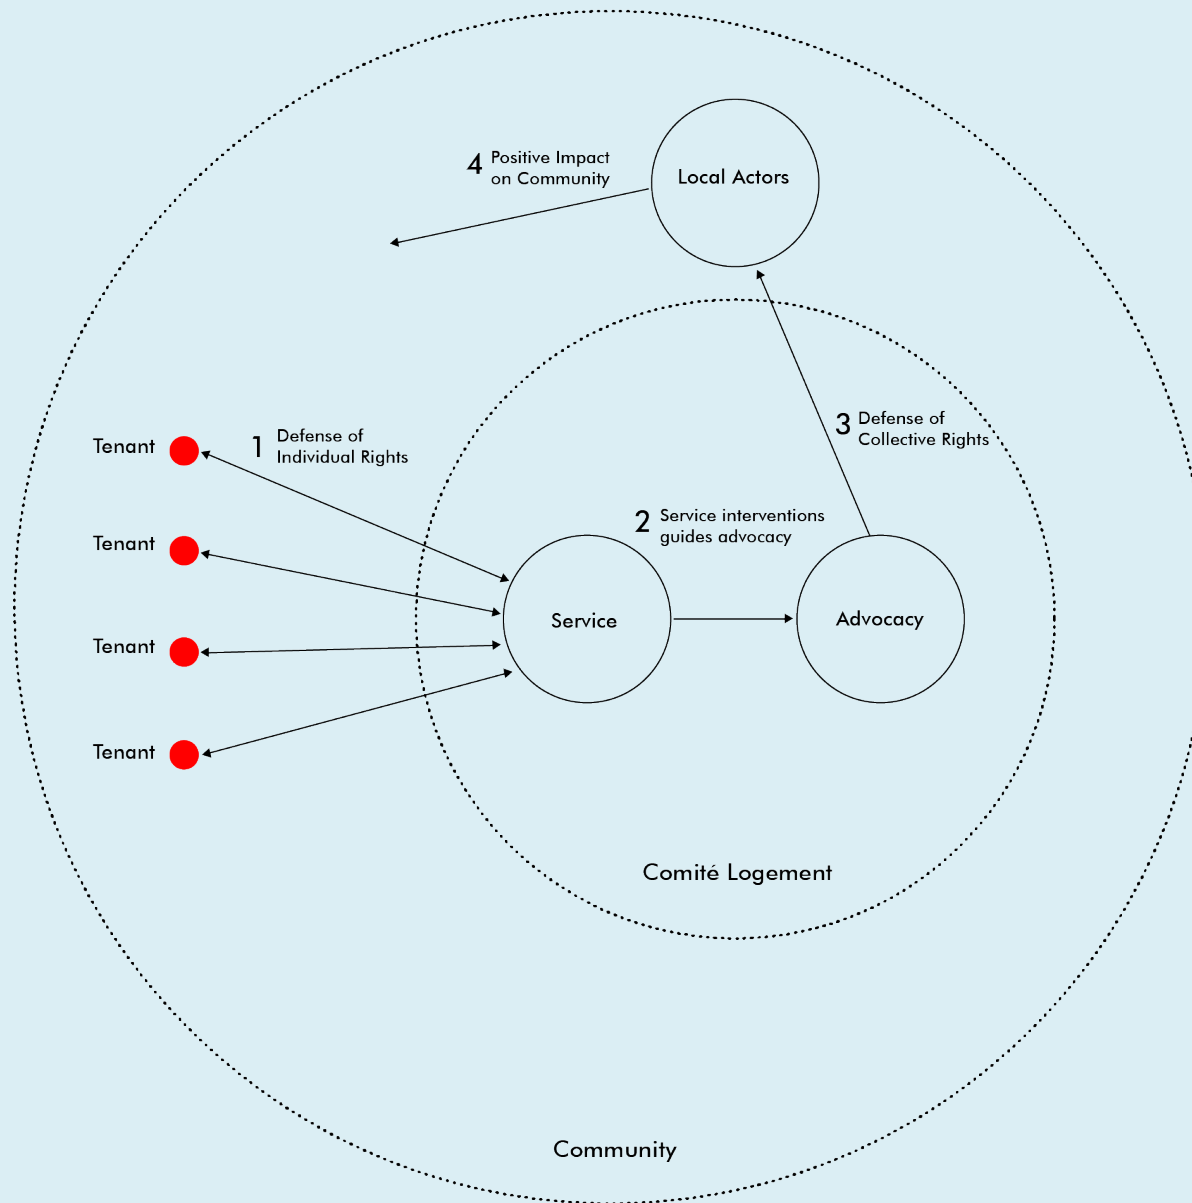 4 Positive Impact
on Community
Local Actors
3 Defense of
Collective Rights
Tenant
1 Defense of
Individual Rights
Tenant
2 Service interventions
guides advocacy
Service
Advocacy
Tenant
Tenant
Comité Logement
Community